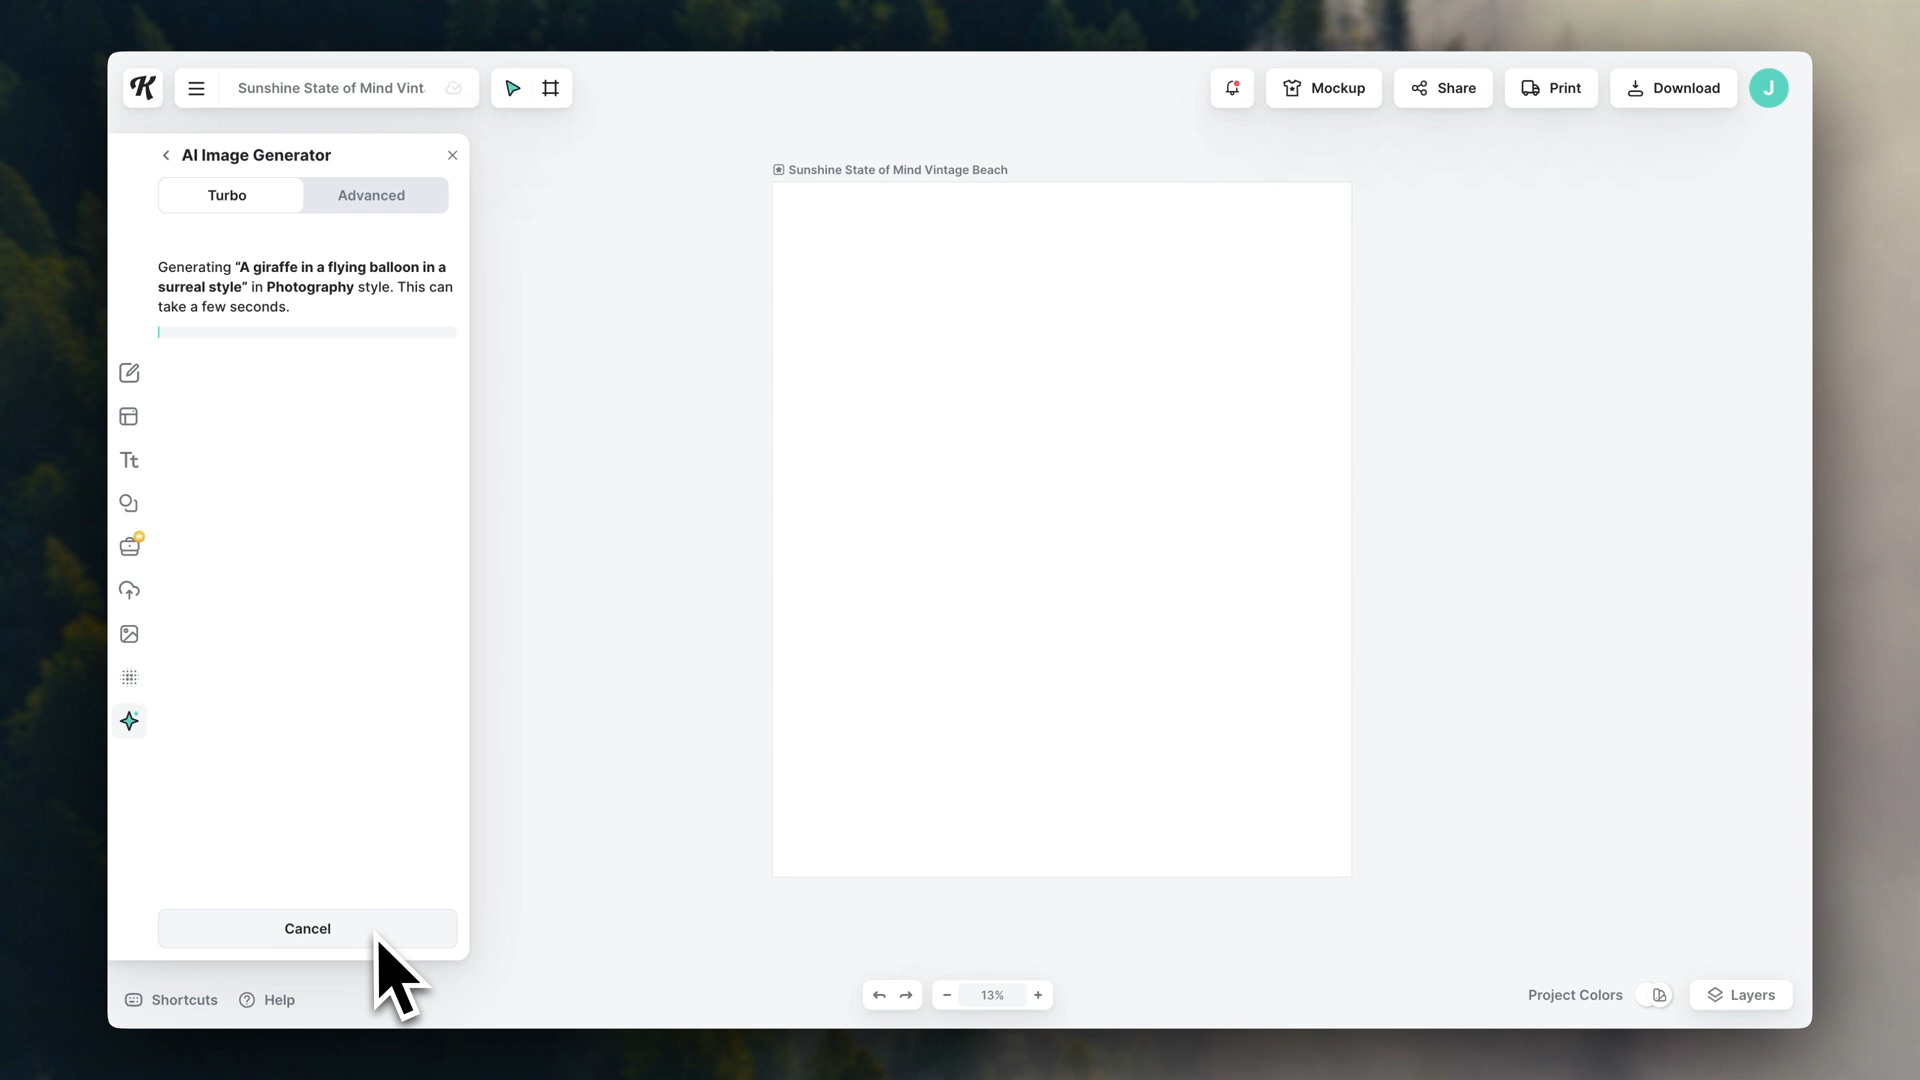 K
Sunshine State of Mind Vint
Mockup
Share
Print
Download
J
AI Image Generator
Turbo
Advanced
Generating “A giraffe in a flying balloon in a
surreal style” in Photography style. This can
take a few seconds.
Tt
Cancel
Sunshine State of Mind Vintage Beach
Shortcuts
Help
13%
Project Colors
Layers